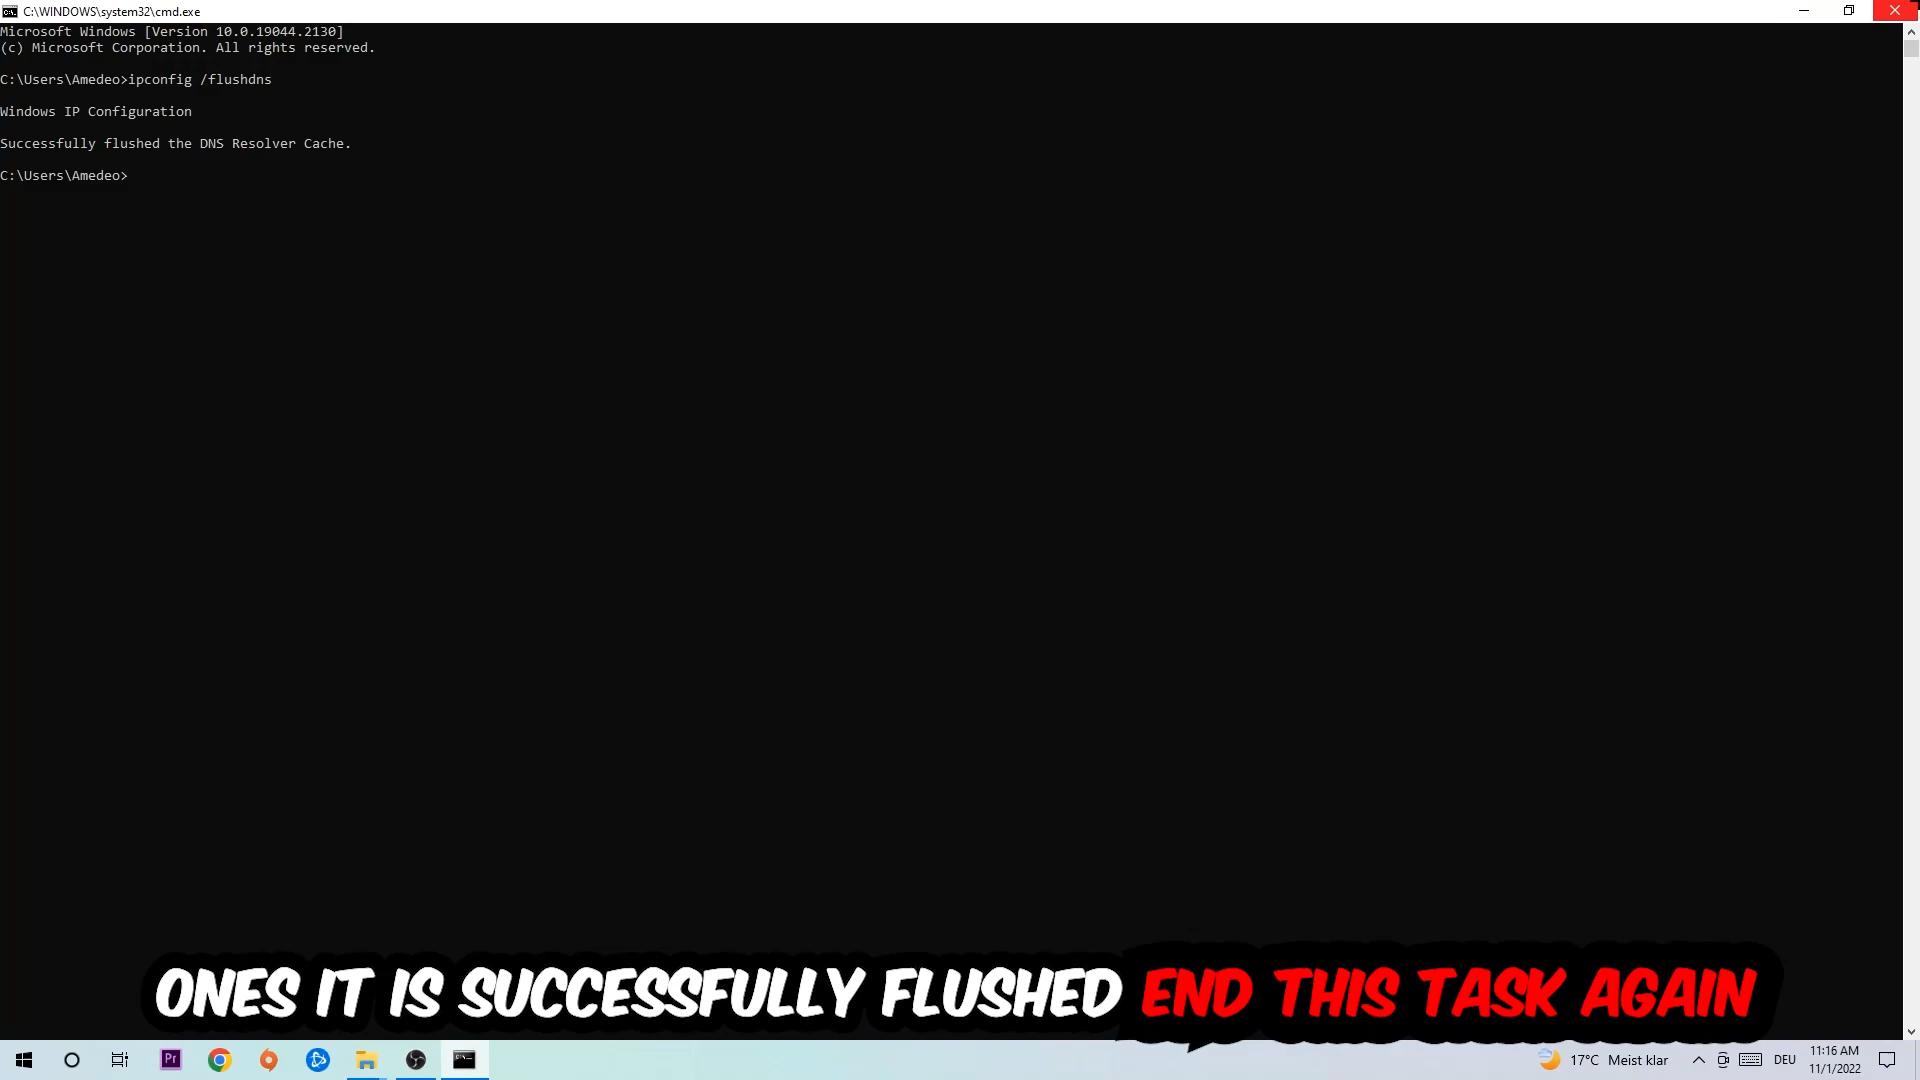 C:\WINDOWS\system32\cmd.exe
Microsoft Windows [Version 10.0.19044.2130]
(c) Microsoft Corporation. All rights reserved.
C:\Users\Amedeo>ipconfig /flushdns
Windows IP Configuration
Successfully flushed the DNS Resolver Cache.
C:\Users\Amedeo>
ONES IT IS SUCCESSFULLY FLUSHED END THIS TASK AGAIN
Pr
17°C Meist klar
DEU
11:16 AM
11/1/2022